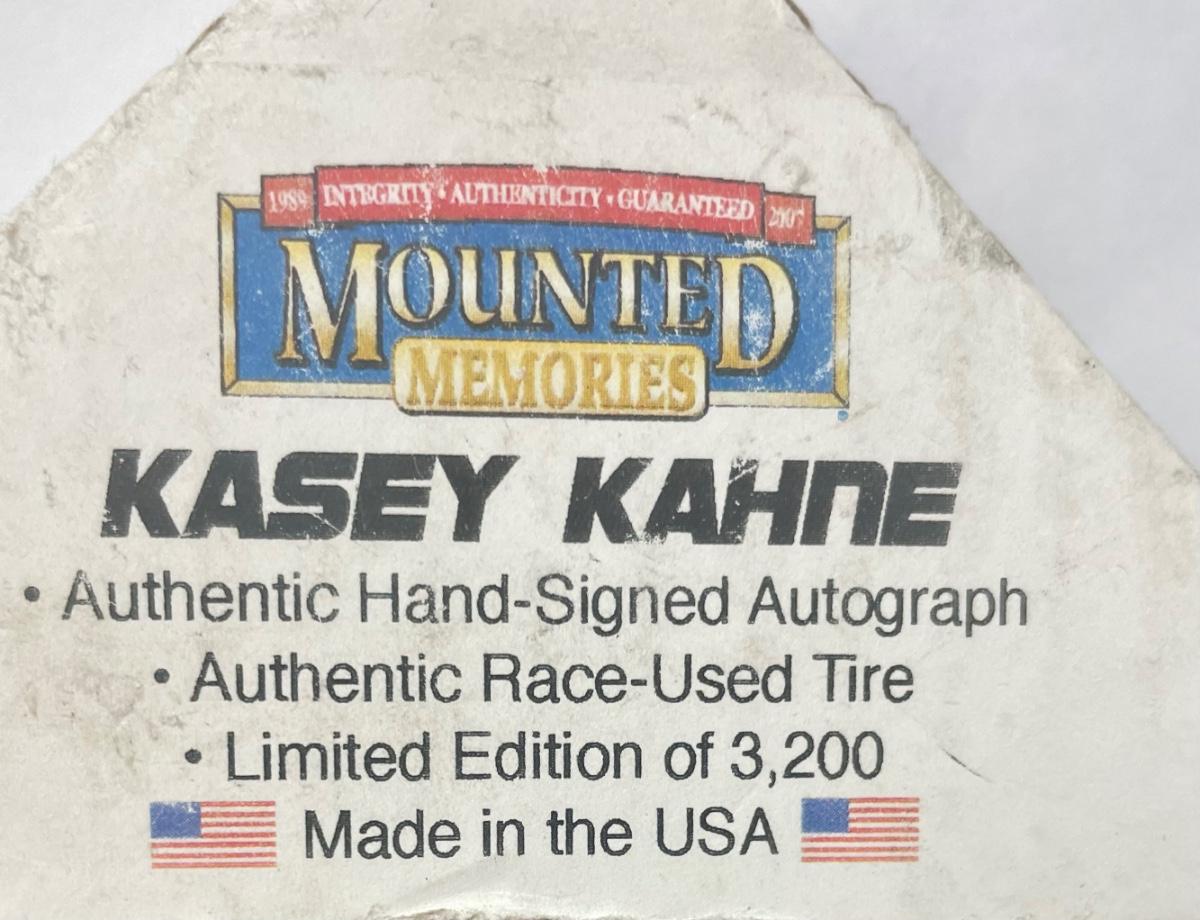 1989 INTEGRITY • AUTHENTICITY • GUARANTEED 2007
MOUNTED
MEMORIES
KASEY KAHNE
• Authentic Hand-Signed Autograph
• Authentic Race-Used Tire
• Limited Edition of 3,200
Made in the USA